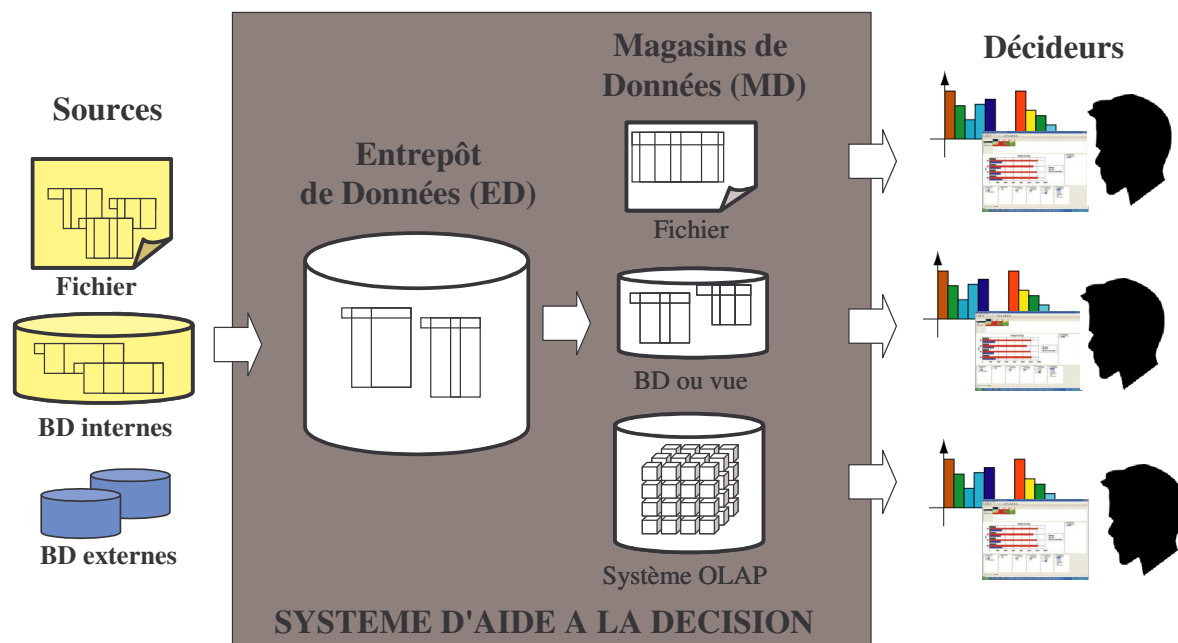 Sources
Fichier
BD internes
BD externes
Entrepôt
de Données (ED)
Magasins de
Données (MD)
Fichier
BD ou vue
Système OLAP
SYSTEME D'AIDE A LA DECISION
Décideurs